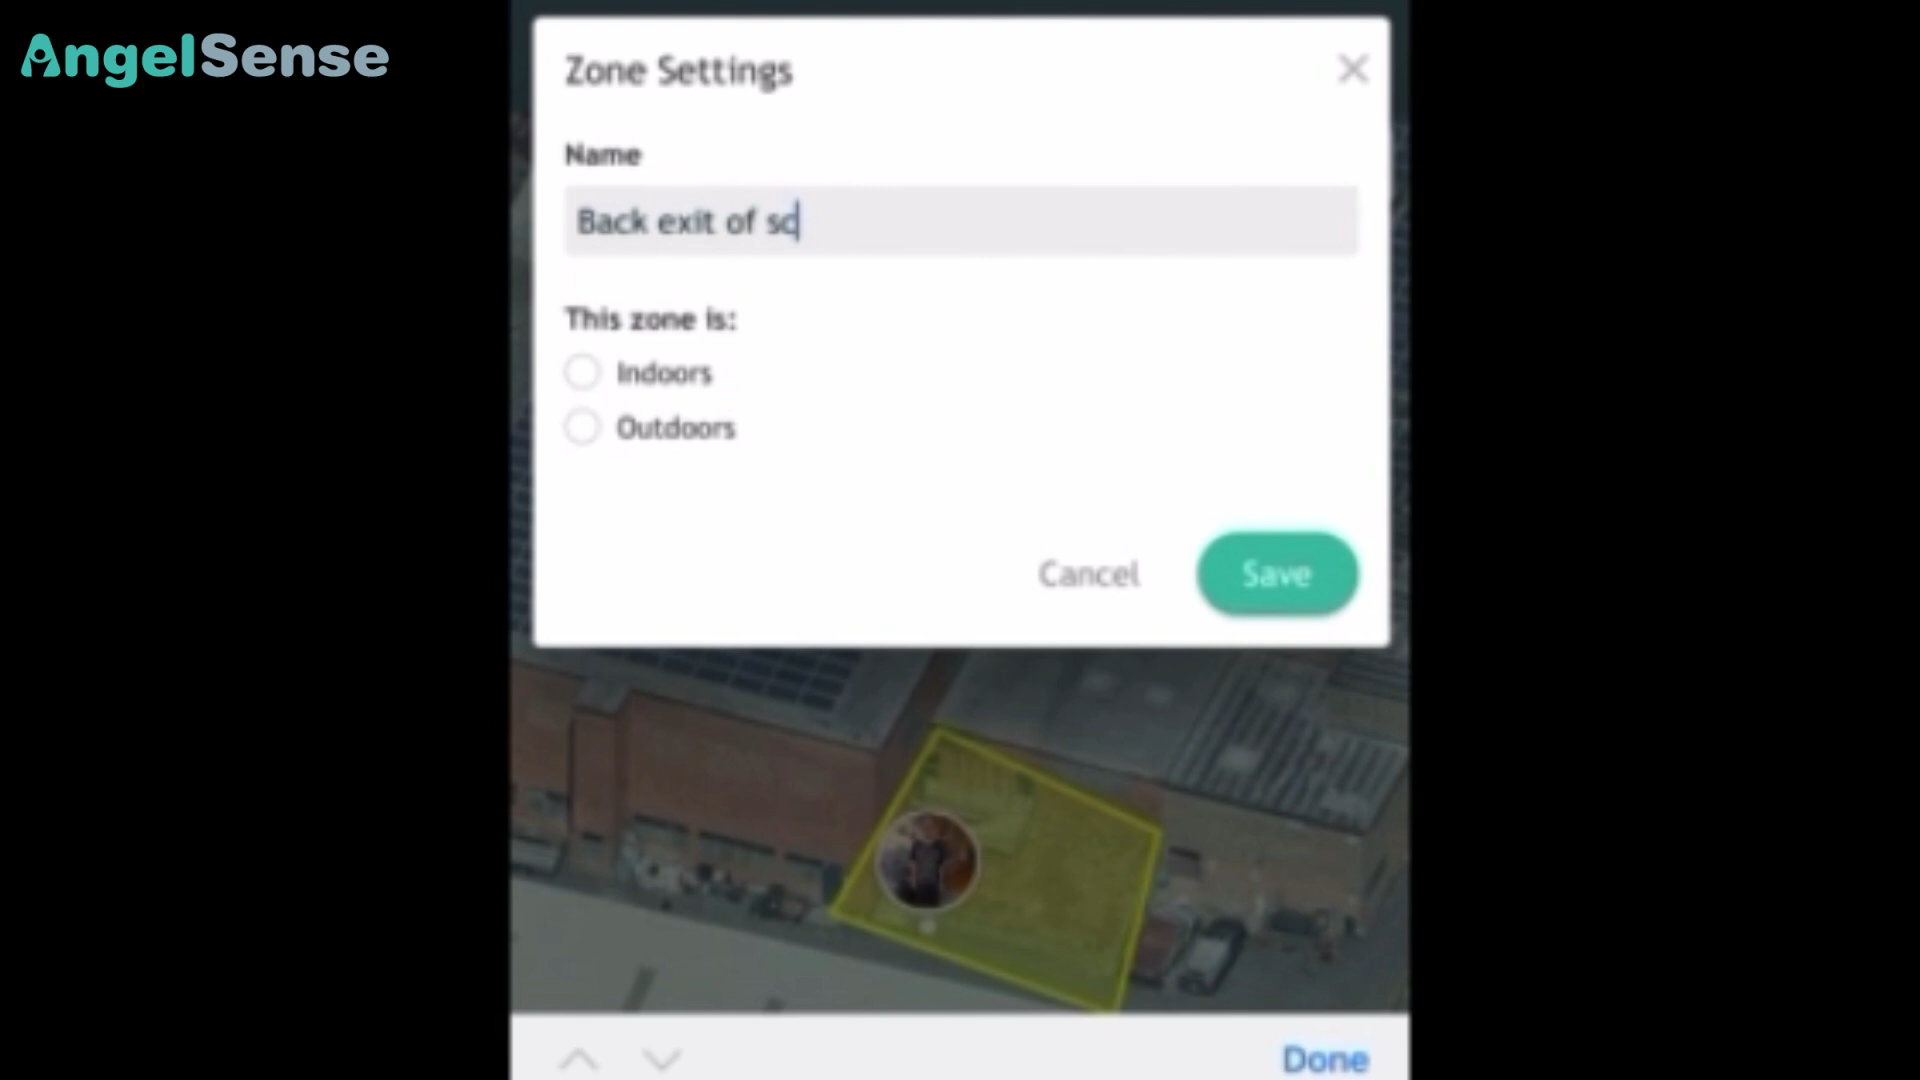 AngelSense
Zone Settings
Name
Back exit of sc
This zone is:
Indoors
Outdoors
Cancel
Save
Done